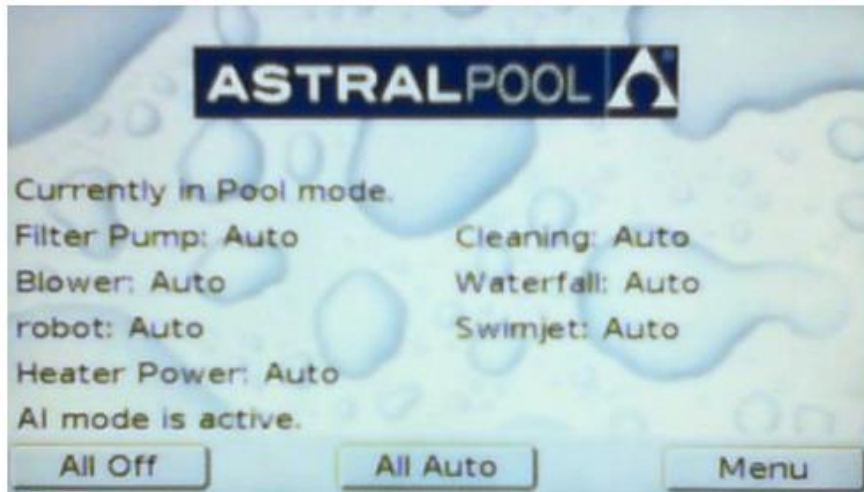 ASTRALPOOL
Currently in Pool mode.
Filter Pump: Auto Cleaning: Auto
Blower: Auto Waterfall: Auto
robot: Auto Swimjet: Auto
Heater Power: Auto
AI mode is active.
All Off All Auto Menu